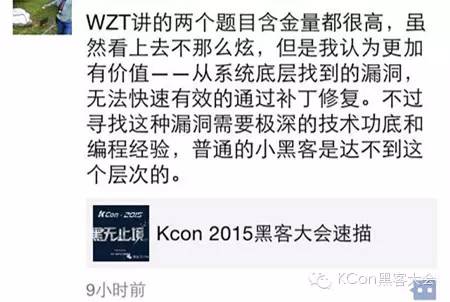 WZT讲的两个题目含金量都很高，虽
然看上去不那么炫，但是我认为更加
有价值——从系统底层找到的漏洞，
无法快速有效的通过补丁修复。不过
寻找这种漏洞需要极深的技术功底和
编程经验，普通的小黑客是达不到这
个层次的。
KCon·2015
黑无止境
Kcon 2015黑客大会速描
KCon黑客大会
9小时前